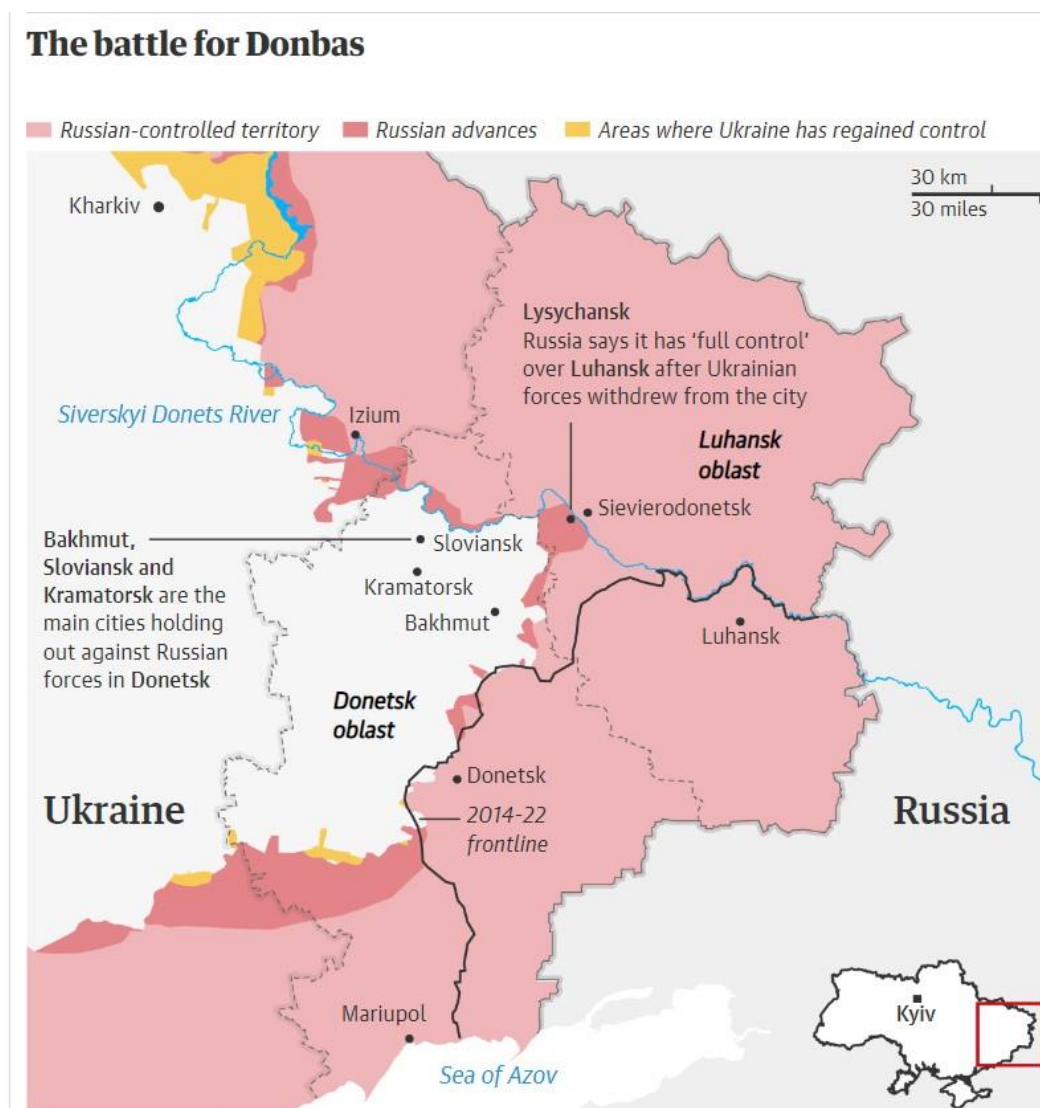 The battle for Donbas
Russian-controlled territory
Russian advances
Areas where Ukraine has regained control
30 km
30 miles
Kharkiv
Lysychansk
Russia says it has ‘full control’
over Luhansk after Ukrainian
forces withdrew from the city
Siverskyi Donets River
Izium
Luhansk
oblast
Sievierodonetsk
Bakhmut,
Sloviansk and
Kramatorsk are the
main cities holding
out against Russian
forces in Donetsk
Sloviansk
Kramatorsk
Bakhmut
Luhansk
Donetsk
oblast
Donetsk
Ukraine
2014-22
frontline
Russia
Mariupol
Kyiv
Sea of Azov